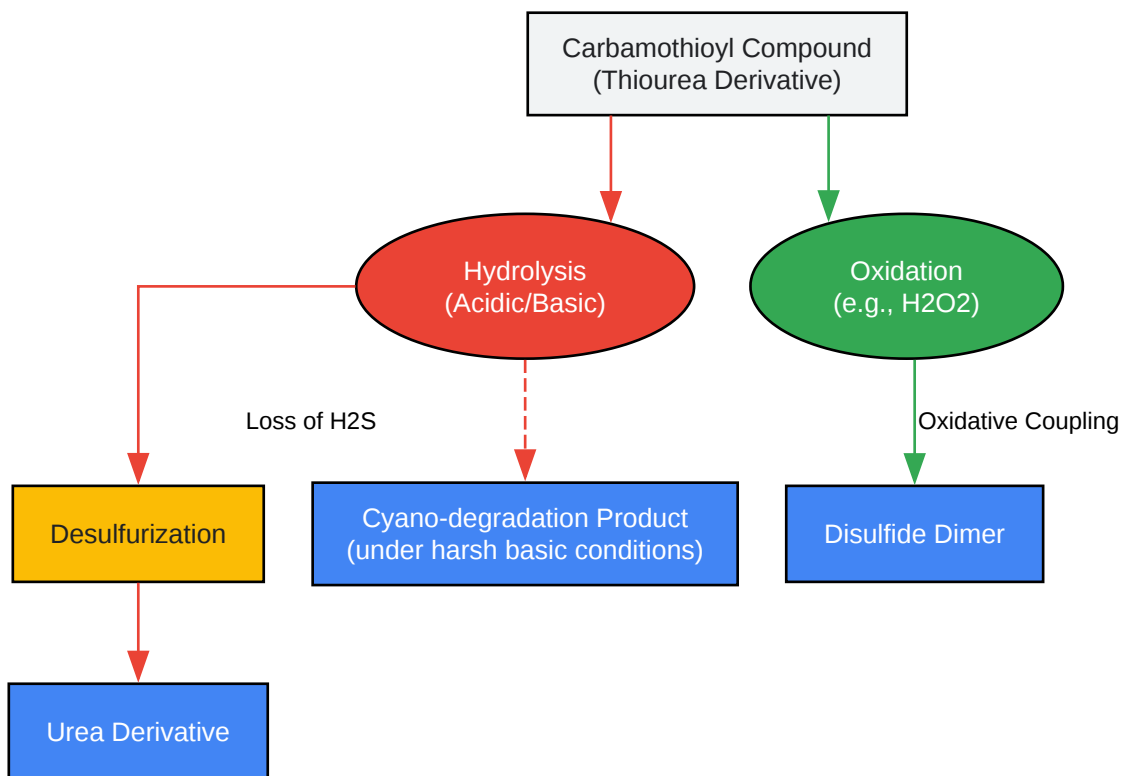 Carbamothioyl Compound
(Thiourea Derivative)
Hydrolysis
(Acidic/Basic)
Oxidation
(e.g., H2O2)
Loss of H2S
Oxidative Coupling
Desulfurization
Cyano-degradation Product
(under harsh basic conditions)
Disulfide Dimer
Urea Derivative